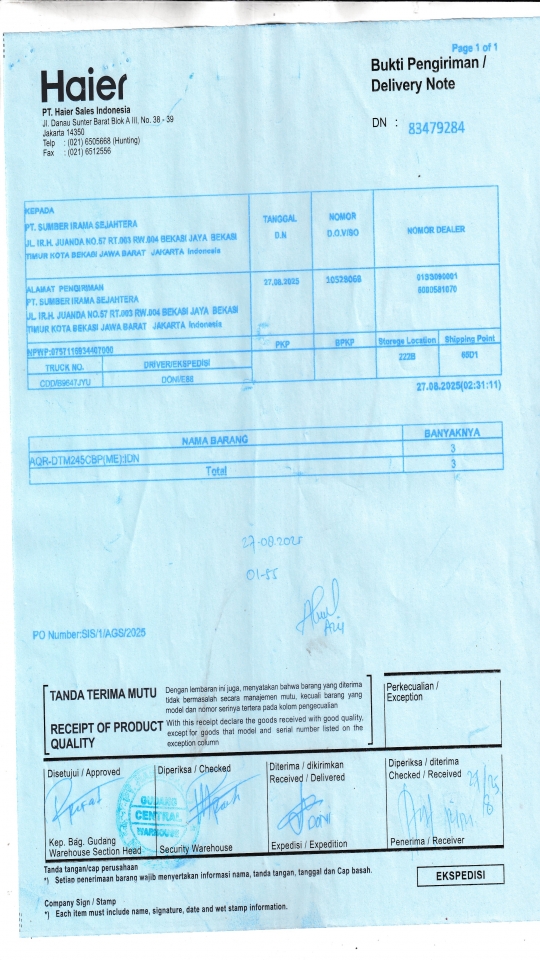 Page 1 of 1
Haier
Bukti Pengiriman /
Delivery Note
PT. Haier Sales Indonesia
Jl. Danau Sunter Barat Blok A III, No. 38 - 39
Jakarta 14350
Telp : (021) 6505668 (Hunting)
Fax : (021) 6512556
DN : 83479284
KEPADA
PT. SUMBER IRAMA SEJAHTERA
JL. IR.H. JUANDA NO.57 RT.003 RW.004 BEKASI JAYA BEKASI
TIMUR KOTA BEKASI JAWA BARAT JAKARTA Indonesia
TANGGAL
D.N
NOMOR
D.O.VISO
NOMOR DEALER
ALAMAT PENGIRIMAN
PT. SUMBER IRAMA SEJAHTERA
JL. IR.H. JUANDA NO.57 RT.003 RW.004 BEKASI JAYA BEKASI
TIMUR KOTA BEKASI JAWA BARAT JAKARTA Indonesia
27.08.2025
10528068
NPWP:
PKP
BPKP
Storage Location
Shipping Point
222B
65D1
TRUCK NO.
DRIVER/EKSPEDISI
COD/B9647JYU
DONI/E88
27.08.2025(02:31:11)
NAMA BARANG
BANYAKNYA
AQR-DTM245CBP(ME):IDN
3
Total
3
27-08.2025
01-55
PO Number:SIS/1/AGS/2025
TANDA TERIMA MUTU
Dengan lembaran ini juga, menyatakan bahwa barang yang diterima
tidak bermasalah secara manajemen mutu, kecuali barang yang
model dan nomor serinya tertera pada kolom pengecualian
RECEIPT OF PRODUCT
QUALITY
With this receipt declare the goods received with good quality,
except for goods that model and serial number listed on the
exception column
Perkecualian /
Exception
Disetujui / Approved
Diperiksa / Checked
Diterima / dikirimkan
Received / Delivered
Diperiksa / diterima
Checked / Received
GUDANG
CENTRAL
WAREHOUSE
DONI
Kep. Bag. Gudang
Warehouse Section Head
Security Warehouse
Expedisi / Expedition
Penerima / Receiver
Tanda tangan/cap perusahaan
*) Setiap penerimaan barang wajib menyertakan informasi nama, tanda tangan, tanggal dan Cap basah.
EKSPEDISI
Company Sign / Stamp
*) Each item must include name, signature, date and wet stamp information.